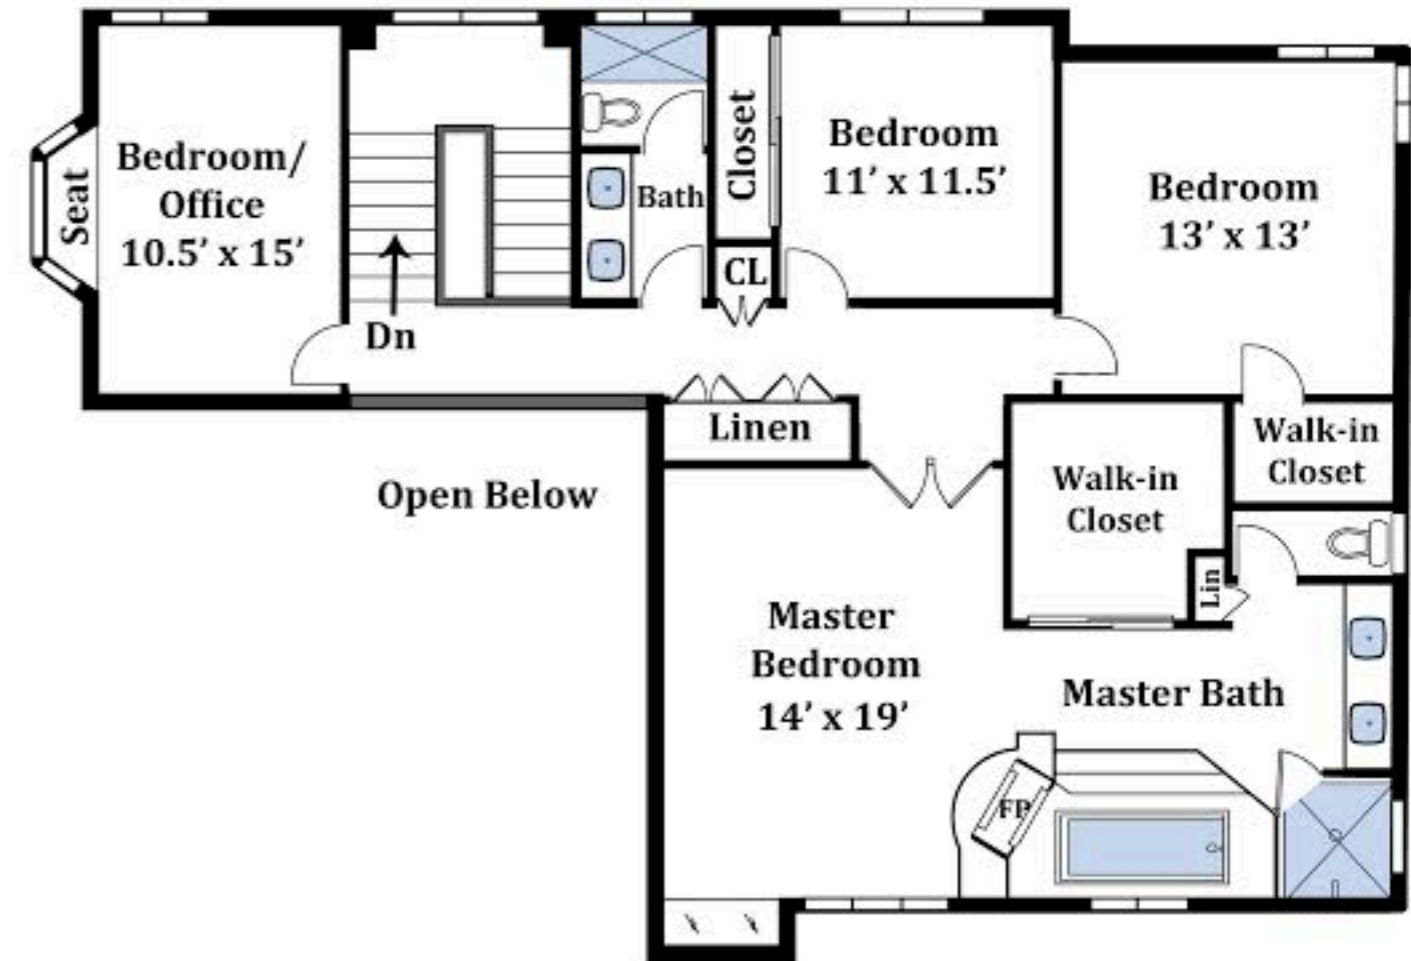 Bedroom/
Office
10.5’ x 15’
Seat
Dn
Bath
Closet
CL
Bedroom
11’ x 11.5’
Bedroom
13’ x 13’
Linen
Open Below
Walk-in
Closet
Walk-in
Closet
Lin
Master
Bedroom
14’ x 19’
Master Bath
FP